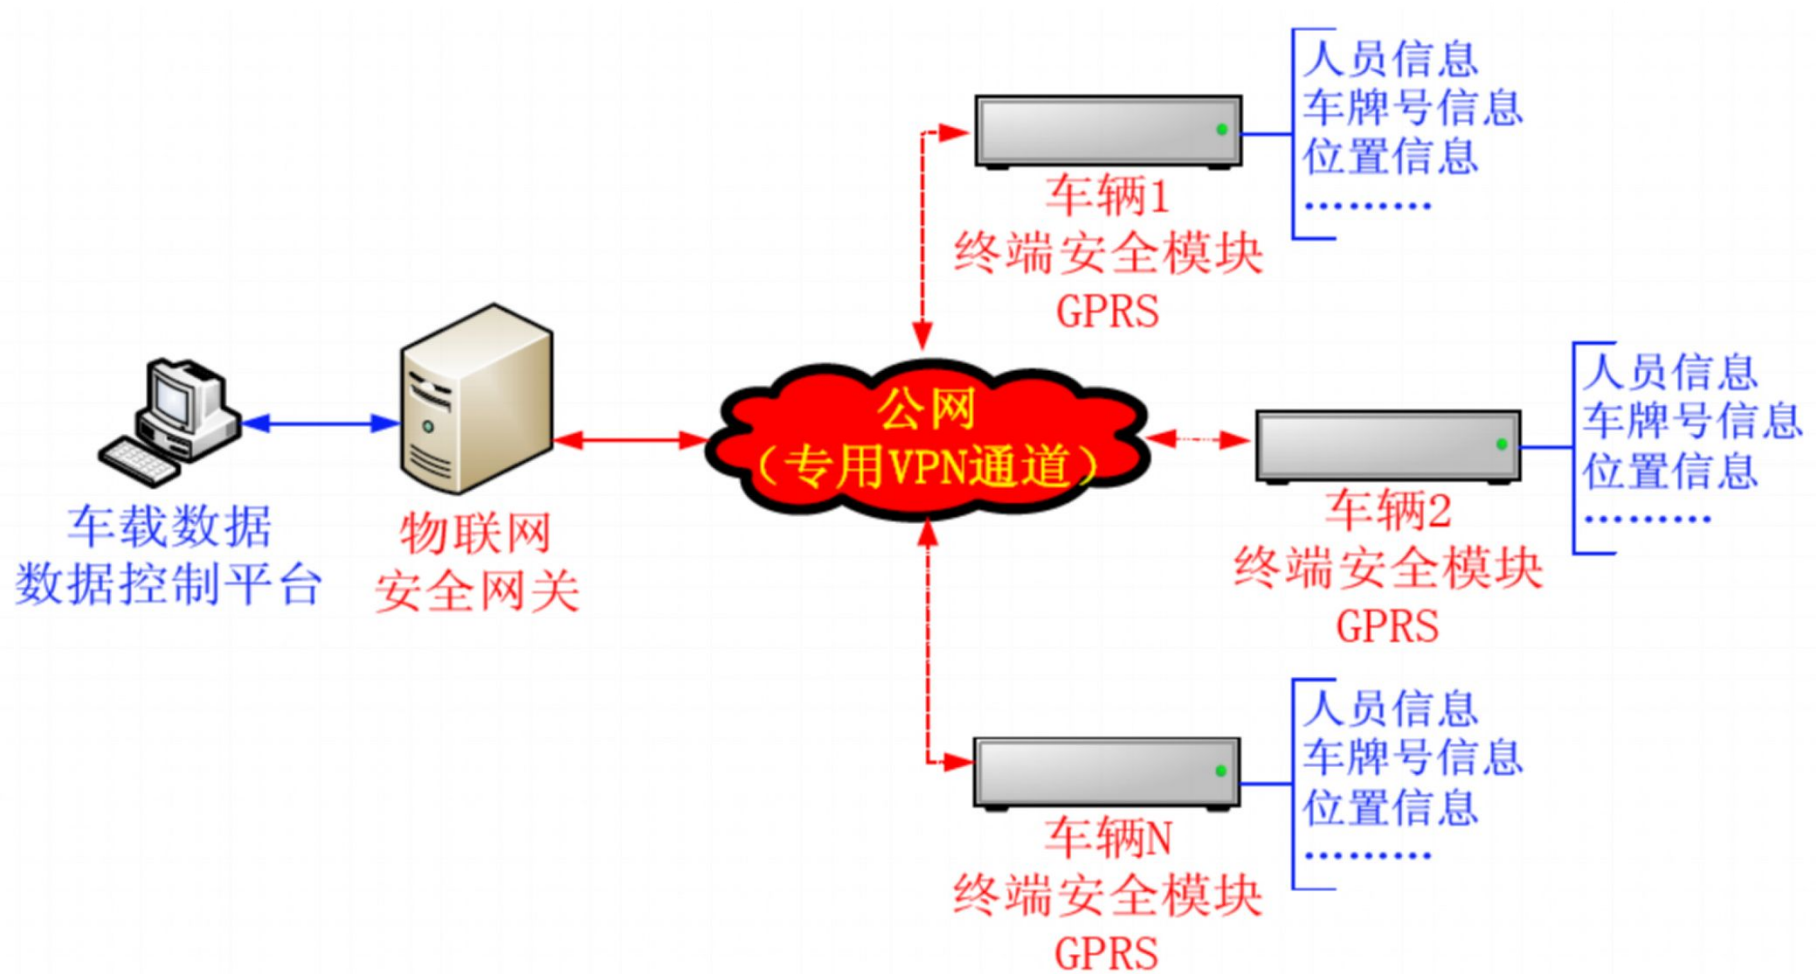 人员信息
车牌号信息
位置信息
………
车辆1
终端安全模块
GPRS
人员信息
车牌号信息
位置信息
………
车辆2
终端安全模块
GPRS
公网
（专用VPN通道）
车载数据
数据控制平台
物联网
安全网关
人员信息
车牌号信息
位置信息
………
车辆N
终端安全模块
GPRS